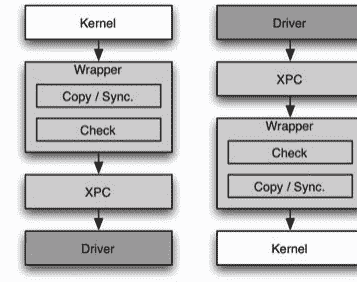 Kernel
Wrapper
Copy / Sync.
Check
XPC
Driver
Driver
XPC
Wrapper
Check
Copy / Sync.
Kernel